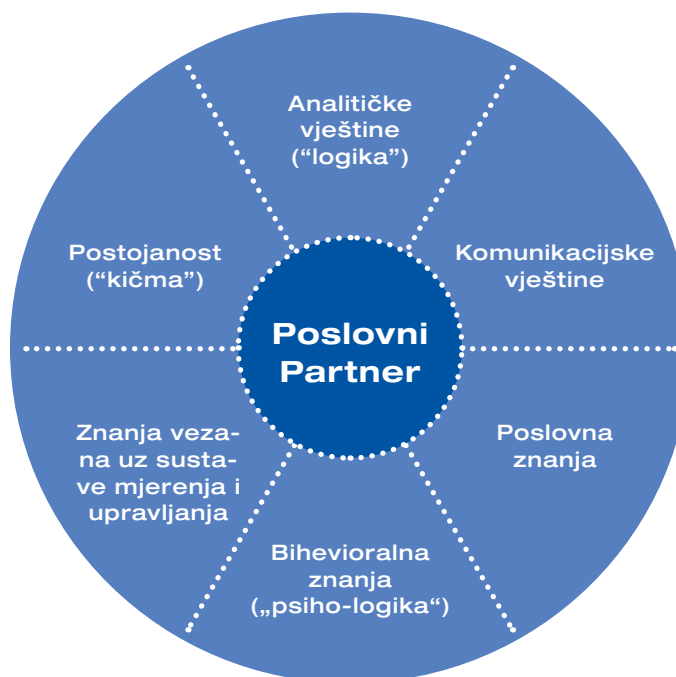 Analitičke
vještine
(“logika”)
Postojanost
(“kičma”)
Komunikacijske
vještine
Poslovni
Partner
Znanja veza-
na uz susta-
ve mjerenja i
upravljanja
Poslovna
znanja
Bihevioralna
znanja
(„psiho-logika“)